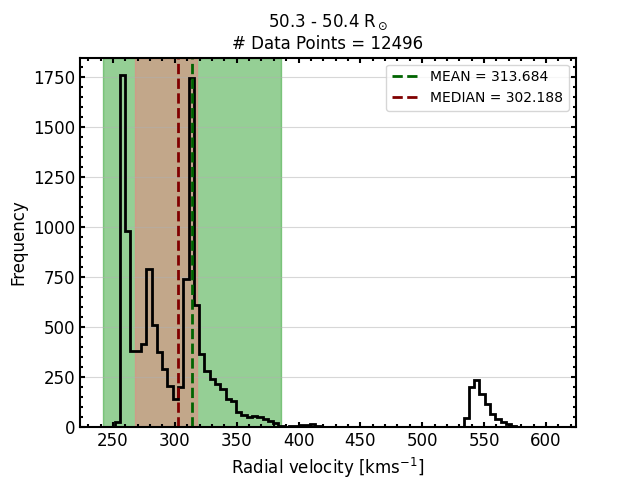 50.3 - 50.4 R⊙
# Data Points = 12496
MEAN = 313.684
MEDIAN = 302.188
Frequency
1750
1500
1250
1000
750
500
250
0
250 300 350 400 450 500 550 600
Radial velocity [kms⁻¹]